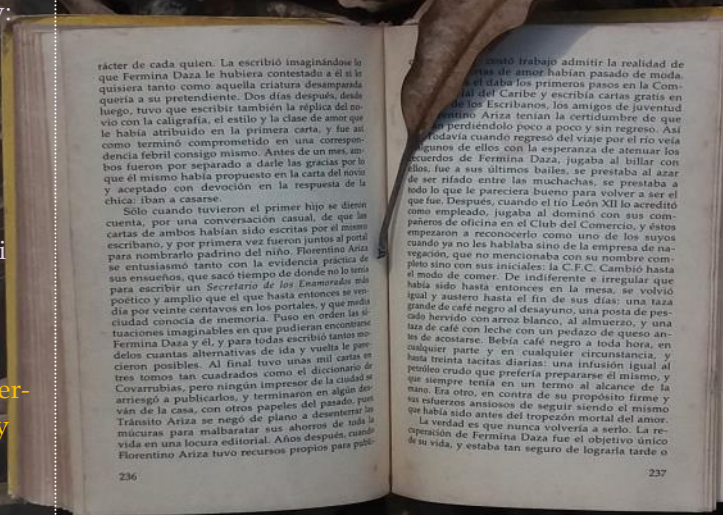 y:
i
er-
y
rácter de cada quien. La escribió imaginándose lo
que Fermina Daza le hubiera contestado a él si lo
quisiera tanto como aquella criatura desamparada
quería a su pretendiente. Dos días después, desde
luego, tuvo que escribir también la réplica del no-
vio con la caligrafía, el estilo y la clase de amor que
le había atribuido en la primera carta, y fue así
como terminó comprometido en una correspon-
dencia febril consigo mismo. Antes de un mes, am-
bos fueron por separado a darle las gracias por lo
que él mismo había propuesto en la carta del novio
y aceptado con devoción en la respuesta de la
chica: iban a casarse.
Sólo cuando tuvieron el primer hijo se dieron
cuenta, por una conversación casual, de que las
cartas de ambos habían sido escritas por el mismo
escribano, y por primera vez fueron juntos al portal
para nombrarlo padrino del niño. Florentino Ariza
se entusiasmó tanto con la evidencia práctica de
sus ensueños, que sacó tiempo de donde no lo tenía
para escribir un Secretario de los Enamorados más
poético y amplio que el que hasta entonces se ven-
día por veinte centavos en los portales, y que media
ciudad conocía de memoria. Puso en orden las si-
tuaciones imaginables en que pudieran encontrarse
Fermina Daza y él, y para todas escribió tantos mo-
delos cuantas alternativas de ida y vuelta le pare-
cieron posibles. Al final tuvo unas mil cartas en
tres tomos tan cuadrados como el diccionario de
Covarrubias, pero ningún impresor de la ciudad se
arriesgó a publicarlos, y terminaron en algún des-
ván de la casa, con otros papeles del pasado, pues
Tránsito Ariza se negó de plano a desenterrar las
múcuras para malbaratar sus ahorros de toda la
vida en una locura editorial. Años después, cuando
Florentino Ariza tuvo recursos propios para publi-
236
costó trabajo admitir la realidad de
cartas de amor habían pasado de moda.
él daba los primeros pasos en la Com-
del Caribe y escribía cartas gratis en
de los Escribanos, los amigos de juventud
Florentino Ariza tenían la certidumbre de que
perdiéndolo poco a poco y sin regreso. Así
Todavía cuando regresó del viaje por el río veía
algunos de ellos con la esperanza de atenuar los
recuerdos de Fermina Daza, jugaba al billar con
ellos, fue a sus últimos bailes, se prestaba al azar
de ser rifado entre las muchachas, se prestaba a
todo lo que le pareciera bueno para volver a ser el
que fue. Después, cuando el tío León XII lo acreditó
como empleado, jugaba al dominó con sus com-
pañeros de oficina en el Club del Comercio, y éstos
empezaron a reconocerlo como uno de los suyos
cuando ya no les hablaba sino de la empresa de na-
vegación, que no mencionaba con su nombre com-
pleto sino con sus iniciales: la C.F.C. Cambió hasta
el modo de comer. De indiferente e irregular que
había sido hasta entonces en la mesa, se volvió
igual y austero hasta el fin de sus días: una taza
grande de café negro al desayuno, una posta de pes-
cado hervido con arroz blanco, al almuerzo, y una
taza de café con leche con un pedazo de queso an-
tes de acostarse. Bebía café negro a toda hora, en
cualquier parte y en cualquier circunstancia, y
hasta treinta tacitas diarias: una infusión igual al
petróleo crudo que prefería prepararse él mismo, y
que siempre tenía en un termo al alcance de la
mano. Era otro, en contra de su propósito firme y
sus esfuerzos ansiosos de seguir siendo el mismo
que había sido antes del tropezón mortal del amor.
La verdad es que nunca volvería a serlo. La re-
cuperación de Fermina Daza fue el objetivo único
de su vida, y estaba tan seguro de lograrla tarde o
237